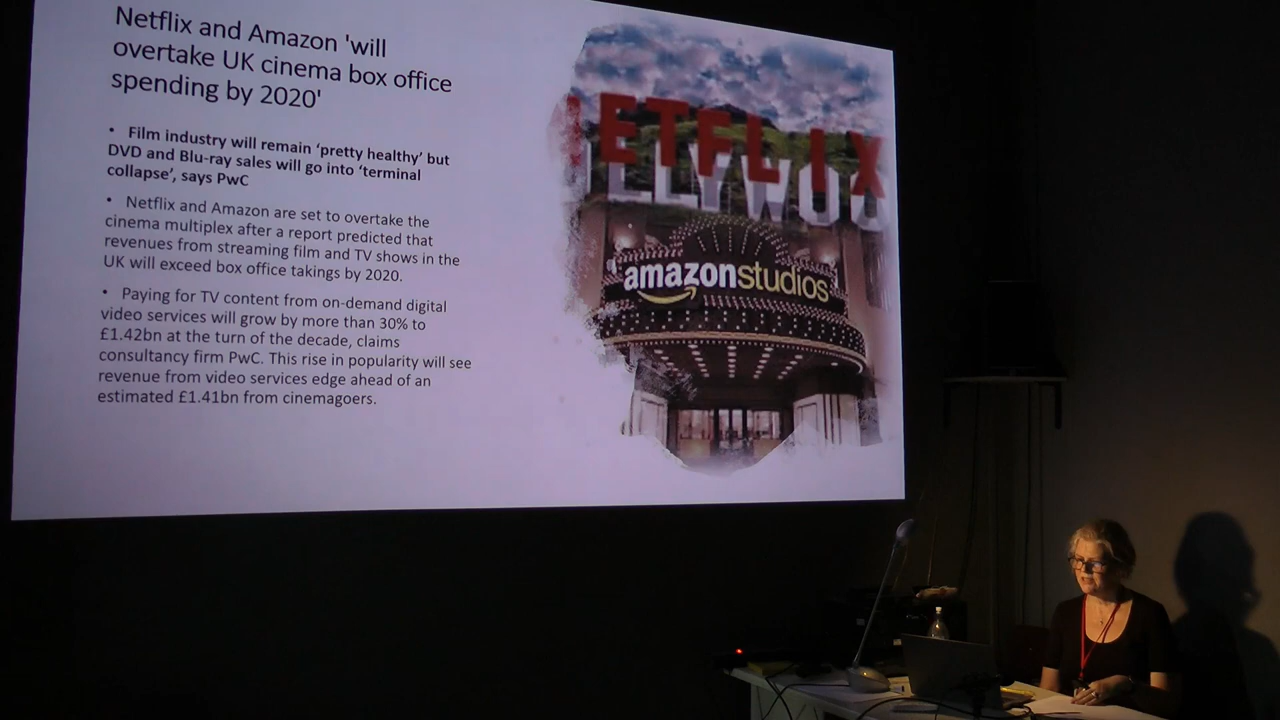 Netflix and Amazon 'will
overtake UK cinema box office
spending by 2020'
• Film industry will remain ‘pretty healthy’ but
DVD and Blu-ray sales will go into ‘terminal
collapse’, says PwC
• Netflix and Amazon are set to overtake the
cinema multiplex after a report predicted that
revenues from streaming film and TV shows in the
UK will exceed box office takings by 2020.
• Paying for TV content from on-demand digital
video services will grow by more than 30% to
£1.42bn at the turn of the decade, claims
consultancy firm PwC. This rise in popularity will see
revenue from video services edge ahead of an
estimated £1.41bn from cinemagoers.
NETFLIX
LLYWOO
amazonstudios